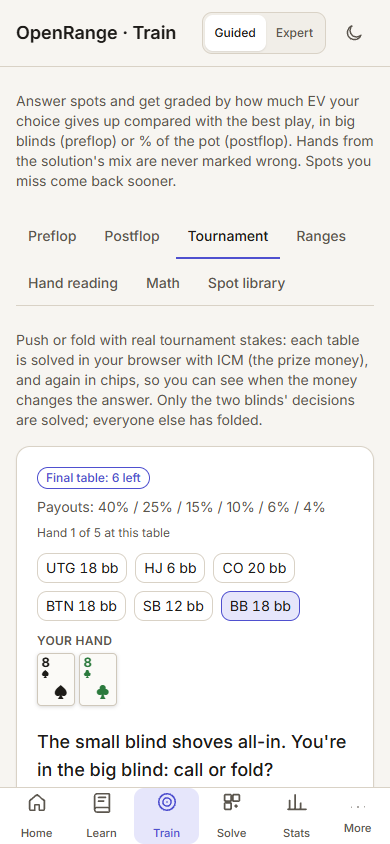 OpenRange · Train
Guided
Expert
Answer spots and get graded by how much EV your
choice gives up compared with the best play, in big
blinds (preflop) or % of the pot (postflop). Hands from
the solution's mix are never marked wrong. Spots you
miss come back sooner.
Preflop
Postflop
Tournament
Ranges
Hand reading
Math
Spot library
Push or fold with real tournament stakes: each table
is solved in your browser with ICM (the prize money),
and again in chips, so you can see when the money
changes the answer. Only the two blinds' decisions
are solved; everyone else has folded.
Final table: 6 left
Payouts: 40% / 25% / 15% / 10% / 6% / 4%
Hand 1 of 5 at this table
UTG 18 bb
HJ 6 bb
CO 20 bb
BTN 18 bb
SB 12 bb
BB 18 bb
YOUR HAND
8♠
8♣
The small blind shoves all-in. You're
in the big blind: call or fold?
Home
Learn
Train
Solve
Stats
More